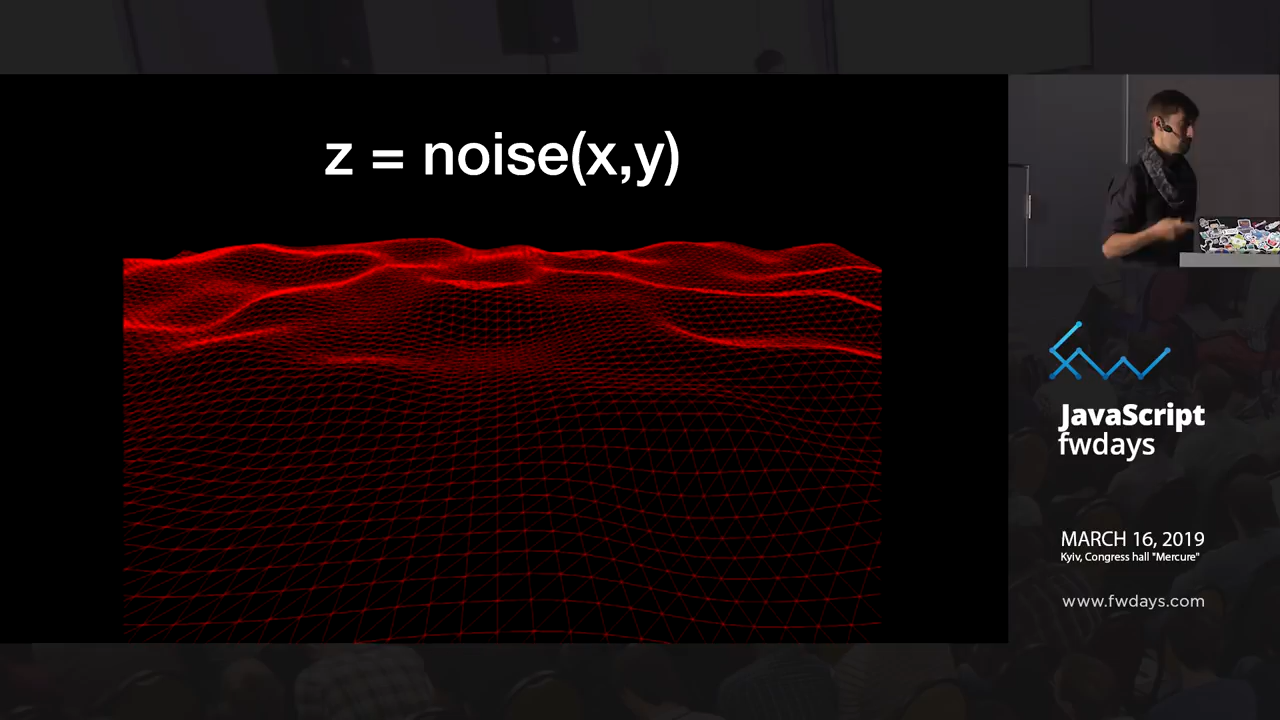 z = noise(x,y)
JavaScript
fwdays
MARCH 16, 2019
Kyiv, Congress hall "Mercure"
www.fwdays.com